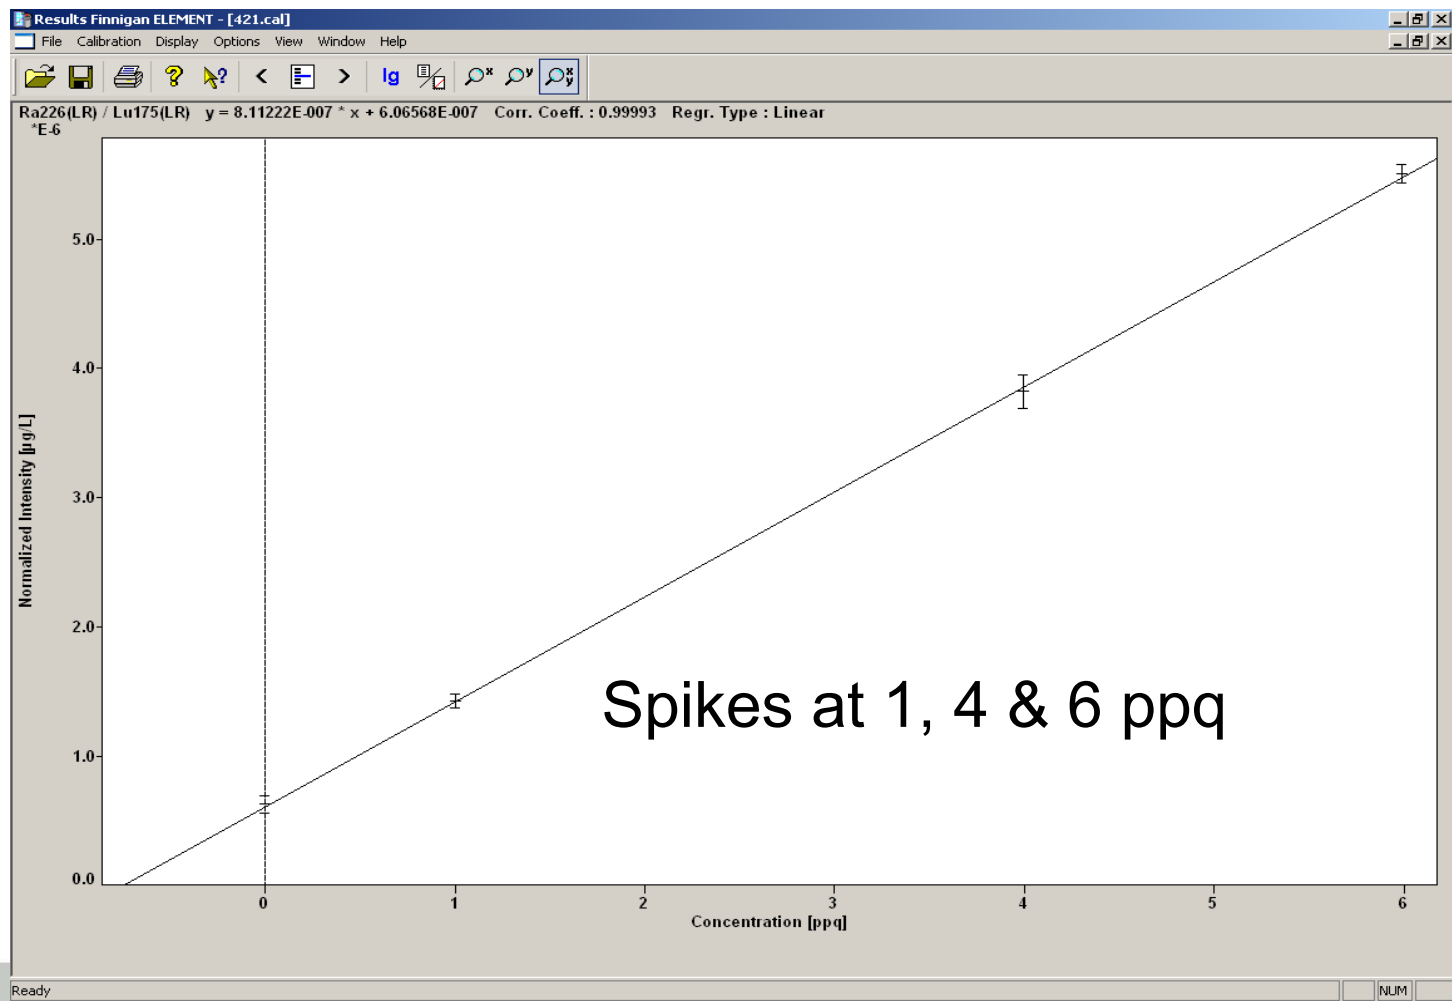 Results Finnigan ELEMENT - [421.cal]
File Calibration Display Options View Window Help
lg
Ra226(LR) / Lu175(LR) y = 8.11222E-007 * x + 6.06568E-007 Corr. Coeff. : 0.99993 Regr. Type : Linear
*E-6
5.0
4.0
3.0
2.0
1.0
0.0
Normalized Intensity [µg/L]
Spikes at 1, 4 & 6 ppq
0 1 2 3 4 5 6
Concentration [ppq]
Ready NUM